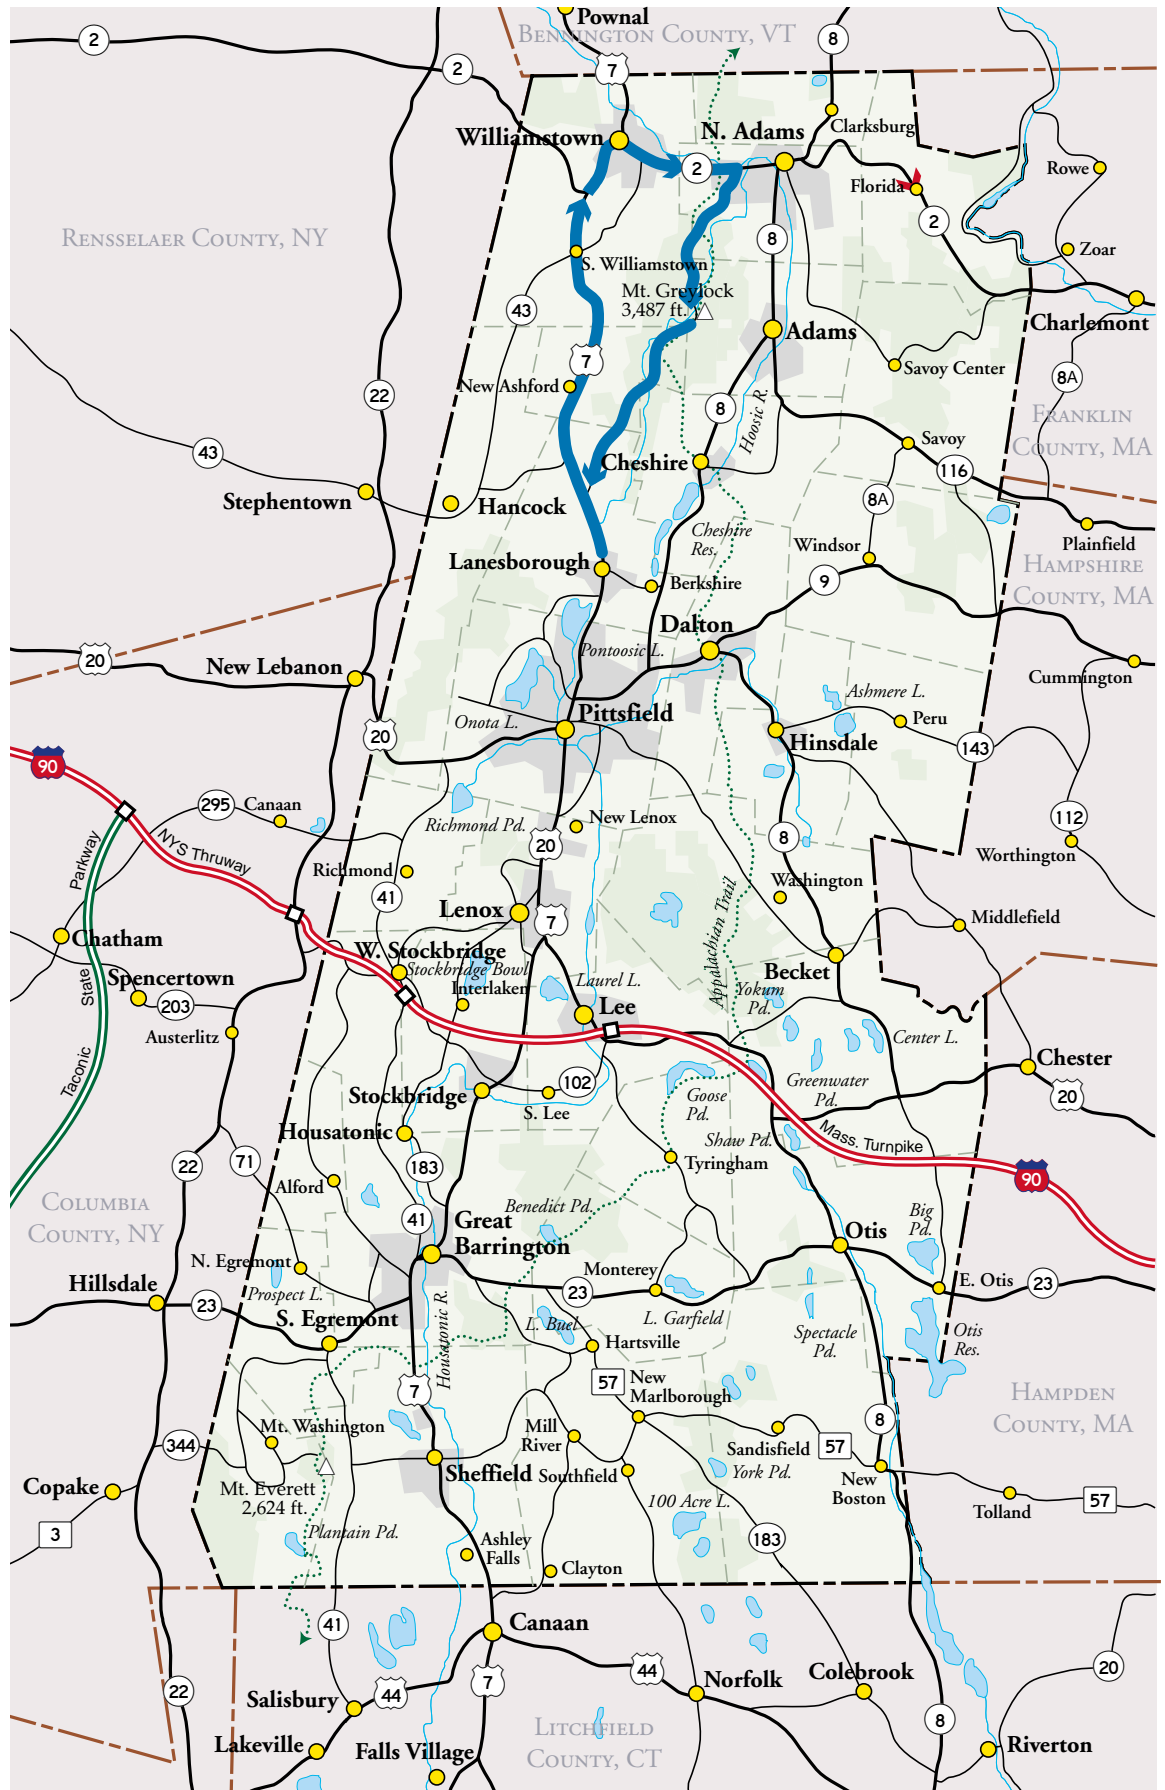 Pownal
BENNINGTON COUNTY, VT
2
8
7
2
Williamstown
N. Adams
Clarksburg
2
Rowe
Florida
2
8
RENSSELAER COUNTY, NY
Zoar
S. Williamstown
Mt. Greylock
3,487 ft.
43
Charlemont
Adams
7
Savoy Center
8A
New Ashford
22
8
Hoosic R.
FRANKLIN
COUNTY, MA
43
Savoy
Cheshire
116
Stephentown
Hancock
8A
Cheshire
Res.
Plainfield
Windsor
Lanesborough
HAMPSHIRE
COUNTY, MA
Berkshire
9
Dalton
Pontoosic L.
20
New Lebanon
Cummington
Ashmere L.
Onota L.
Pittsfield
Peru
20
Hinsdale
143
90
295
Canaan
New Lenox
112
Richmond Pd.
Parkway
NYS Thruway
20
8
Worthington
Richmond
Washington
41
Lenox
7
Middlefield
Chatham
W. Stockbridge
Stockbridge Bowl
Appalachian Trail
Becket
Spencertown
Interlaken
Laurel L.
Yokum
Pd.
State
203
Lee
Austerlitz
Center L.
Chester
Taconic
102
Greenwater
Pd.
Stockbridge
S. Lee
Goose
Pd.
20
Housatonic
Shaw Pd.
Mass. Turnpike
22
71
183
Tyringham
90
Alford
COLUMBIA
COUNTY, NY
Benedict Pd.
41
Great
Barrington
Big
Pd.
Otis
N. Egremont
Monterey
Hillsdale
Prospect L.
23
E. Otis
23
23
S. Egremont
Housatonic R.
L. Buel
L. Garfield
Spectacle
Pd.
Otis
Res.
Hartsville
7
57
New
Marlborough
HAMPDEN
COUNTY, MA
Mt. Washington
Mill
River
8
344
Sandisfield
57
Sheffield
Southfield
York Pd.
New
Boston
Copake
Mt. Everett
2,624 ft.
57
100 Acre L.
Tolland
3
Plantain Pd.
Ashley
Falls
183
Clayton
41
Canaan
22
44
20
7
Norfolk
Colebrook
Salisbury
44
8
LITCHFIELD
COUNTY, CT
Lakeville
Falls Village
Riverton